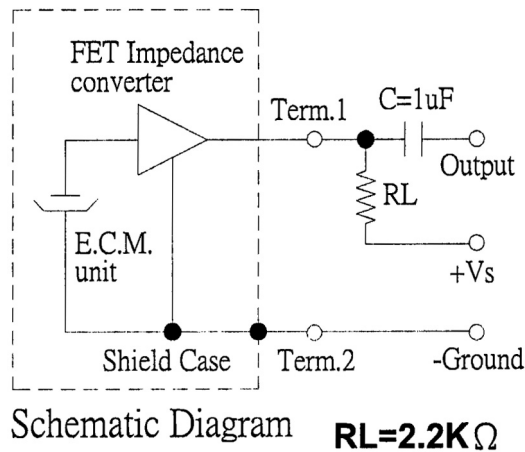 FET Impedance
converter
Term.1
C=1uF
Output
RL
+Vs
E.C.M.
unit
Shield Case
Term.2
-Ground
Schematic Diagram
RL=2.2KΩ